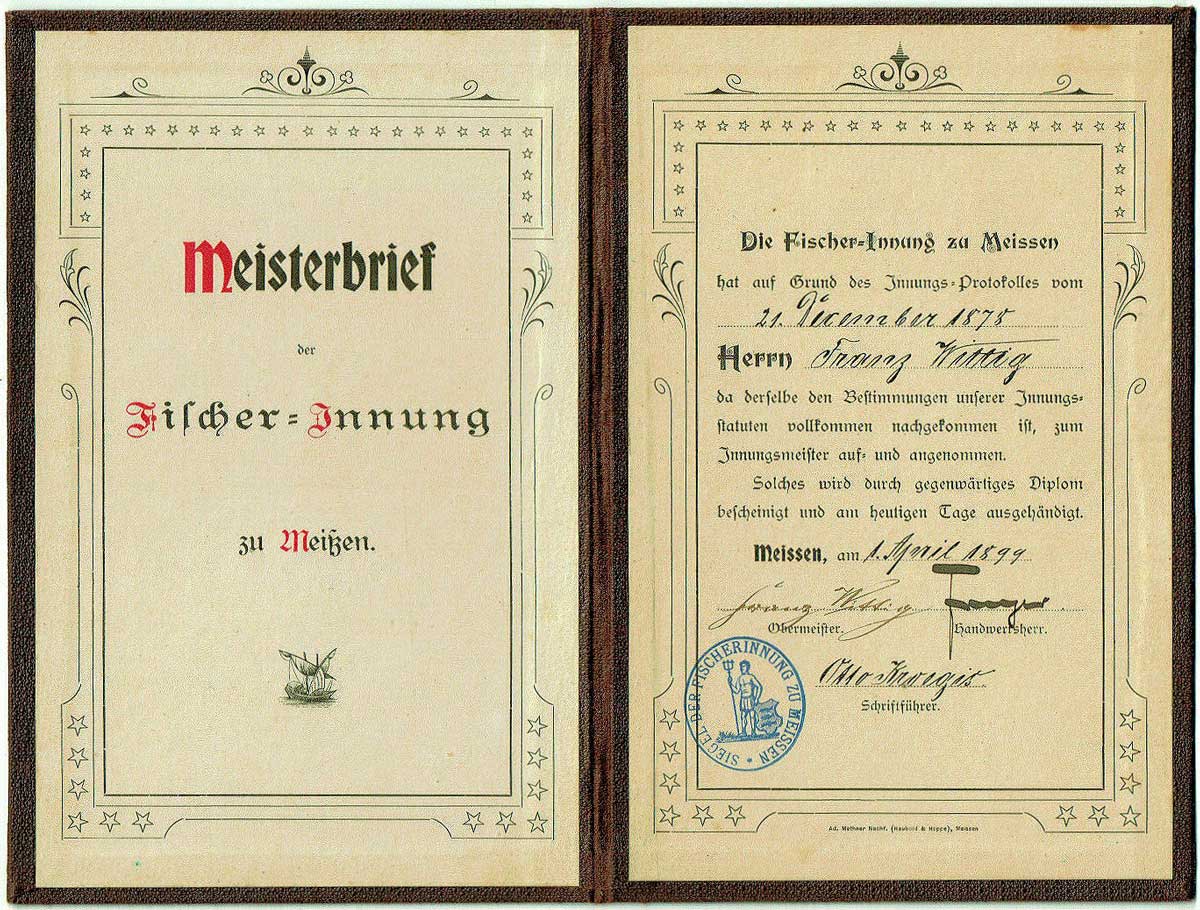 Meisterbrief
der
Fischer-Innung
zu Meißen.
Die Fischer-Innung zu Meissen
hat auf Grund des Innungs-Protokolles vom
21. December 1875
Herrn Franz Wittig
da derselbe den Bestimmungen unserer Innungs-
statuten vollkommen nachgekommen ist, zum
Innungsmeister auf- und angenommen.
Solches wird durch gegenwärtiges Diplom
bescheinigt und am heutigen Tage ausgehändigt.
Meissen, am 1. April 1899
Franz Wittig
Obermeister. Handwerksherr.
Otto
Schriftführer.
SIEGEL DER FISCHERINNUNG ZU MEISSEN
Ad. Methner Nachf. (Haubold & Hoppe), Meissen